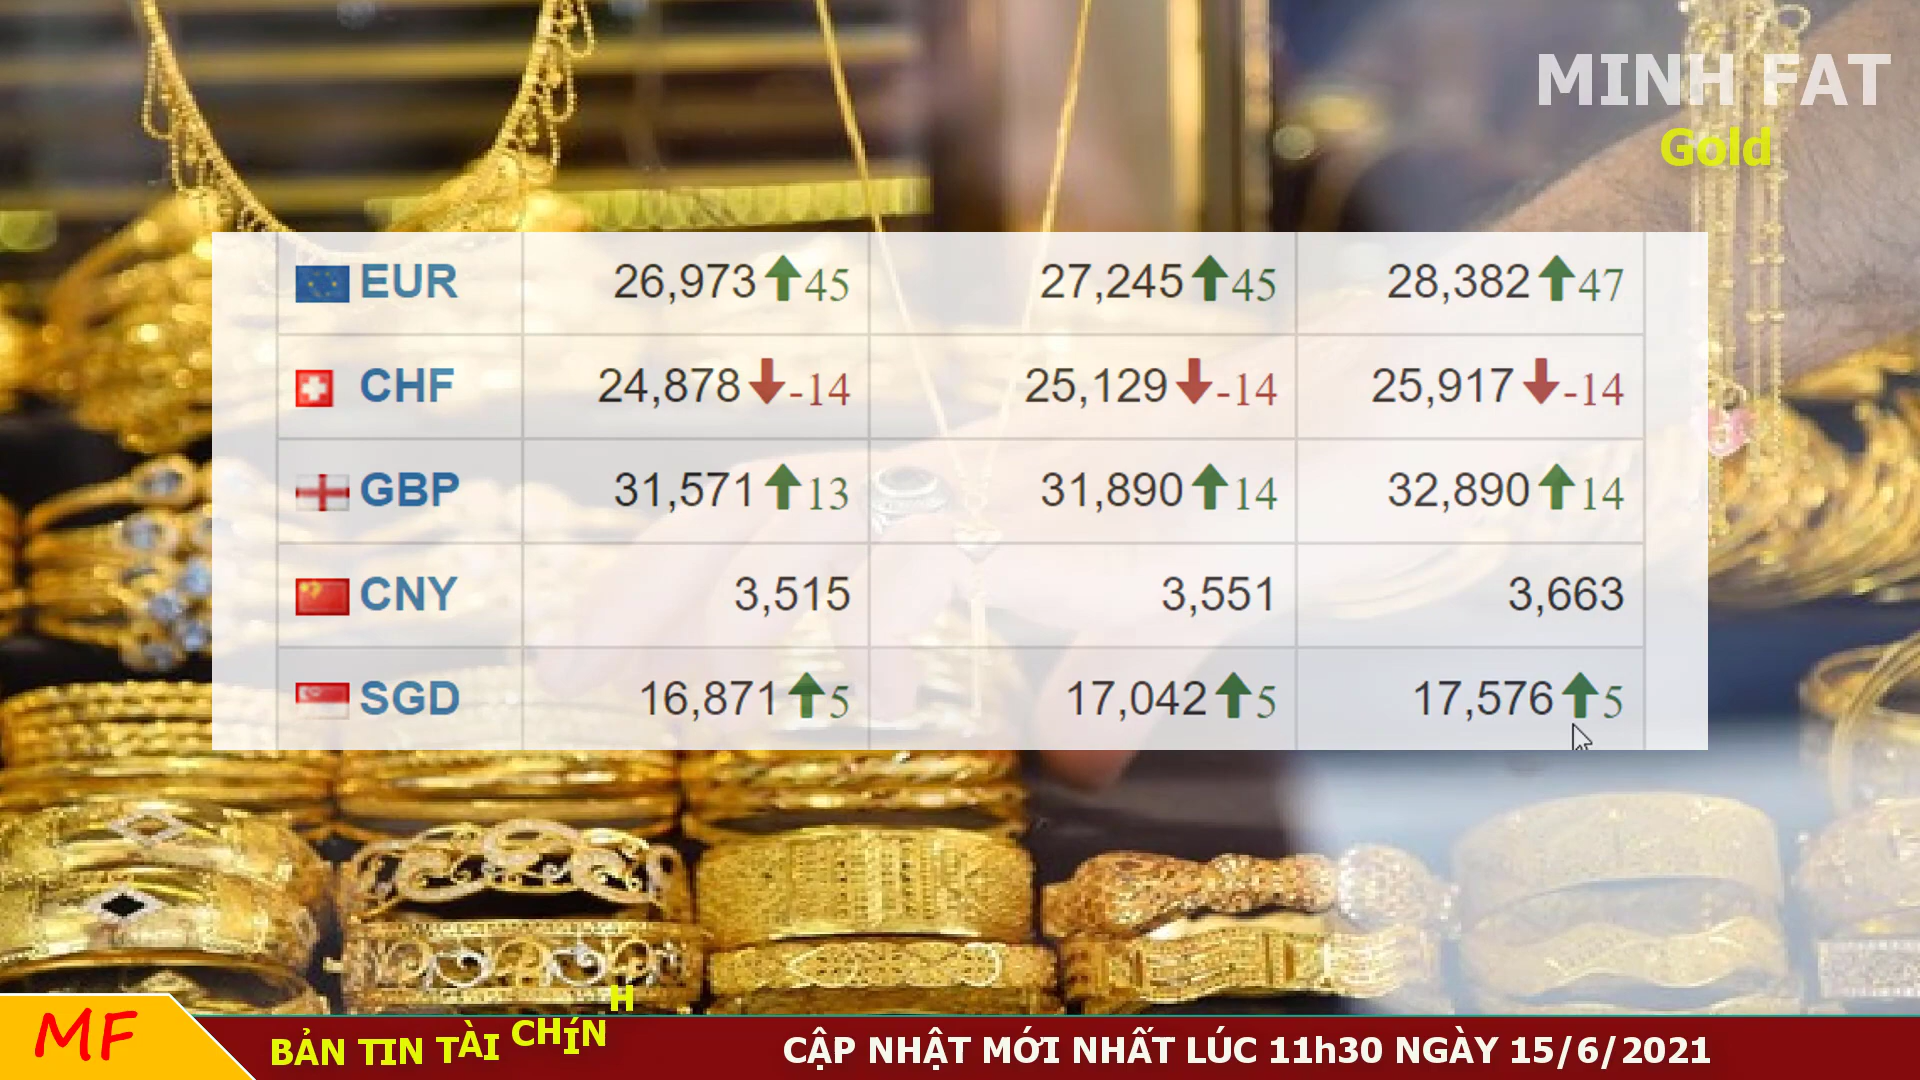 MINH FAT
Gold
EUR 26,973 45 27,245 45 28,382 47
CHF 24,878 -14 25,129 -14 25,917 -14
GBP 31,571 13 31,890 14 32,890 14
CNY 3,515 3,551 3,663
SGD 16,871 5 17,042 5 17,576 5
MF BẢN TIN TÀI CHÍNH CẬP NHẬT MỚI NHẤT LÚC 11h30 NGÀY 15/6/2021